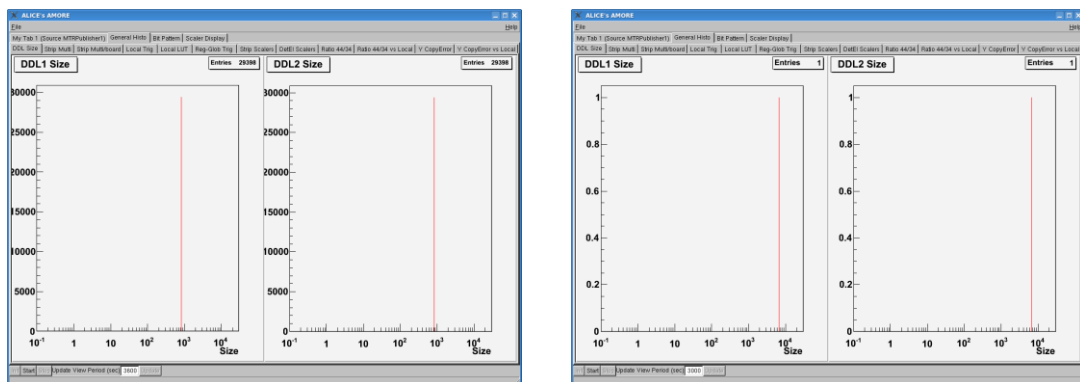 ALICE's AMORE
File Help
My Tab 1 (Source MTRPublisher1) General Histo Bit Pattern Scaler Display
DDL Size Strip Multi Strip Multi/board Local Trig Local LUT Reg-Glob Trig Strip Scalers DetEl Scalers Ratio 44/34 Ratio 44/34 vs Local Y CopyError Y CopyError vs Local
DDL1 Size Entries 29398 DDL2 Size Entries 29398
30000 30000
25000 25000
20000 20000
15000 15000
10000 10000
5000 5000
0 0
10-1 1 10 10² 10³ 10⁴ 10-1 1 10 10² 10³ 10⁴
Size Size
Start Update View Period (sec) 3600
ALICE's AMORE
File Help
My Tab 1 (Source MTRPublisher1) General Histo Bit Pattern Scaler Display
DDL Size Strip Multi Strip Multi/board Local Trig Local LUT Reg-Glob Trig Strip Scalers DetEl Scalers Ratio 44/34 Ratio 44/34 vs Local Y CopyError Y CopyError vs Local
DDL1 Size Entries 1 DDL2 Size Entries 1
1 1
0.8 0.8
0.6 0.6
0.4 0.4
0.2 0.2
0 0
10-1 1 10 10² 10³ 10⁴ 10-1 1 10 10² 10³ 10⁴
Size Size
Start Update View Period (sec)